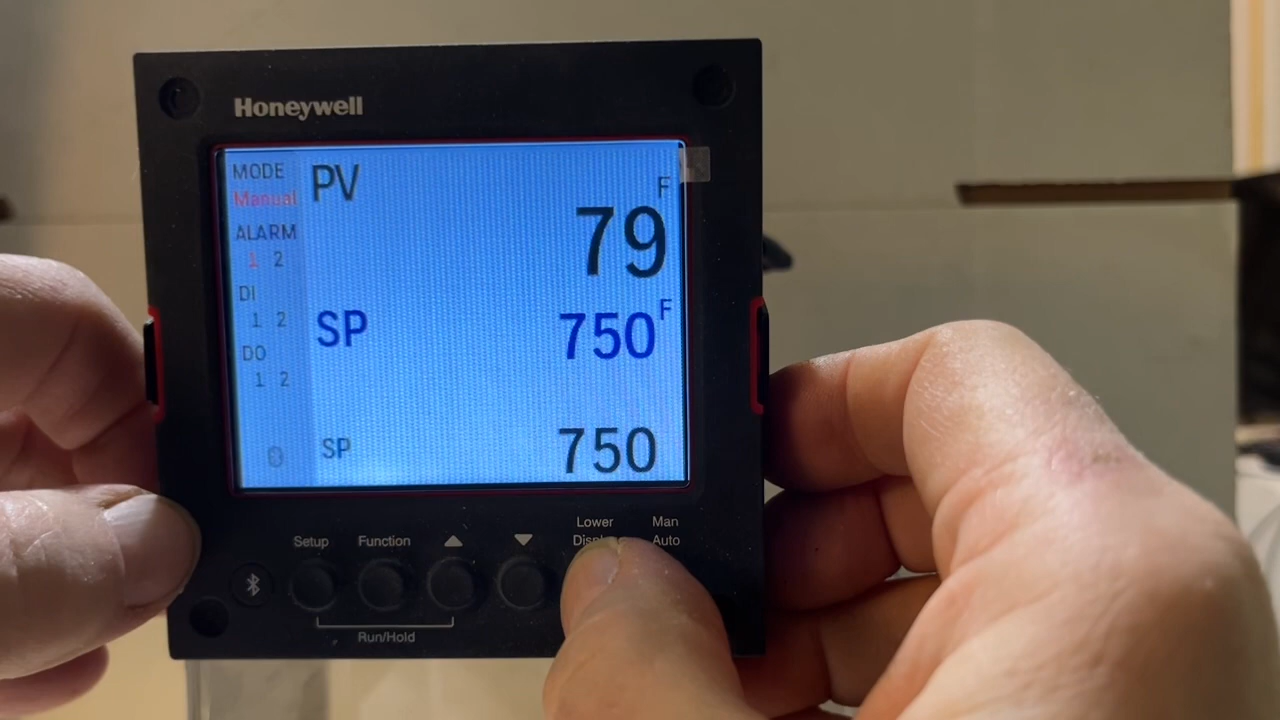 Honeywell
MODE
Manual
PV
F
79
ALARM
1 2
DI
1 2
SP
750
F
DO
1 2
SP
750
Setup
Function
Lower
Man
Auto
Run/Hold